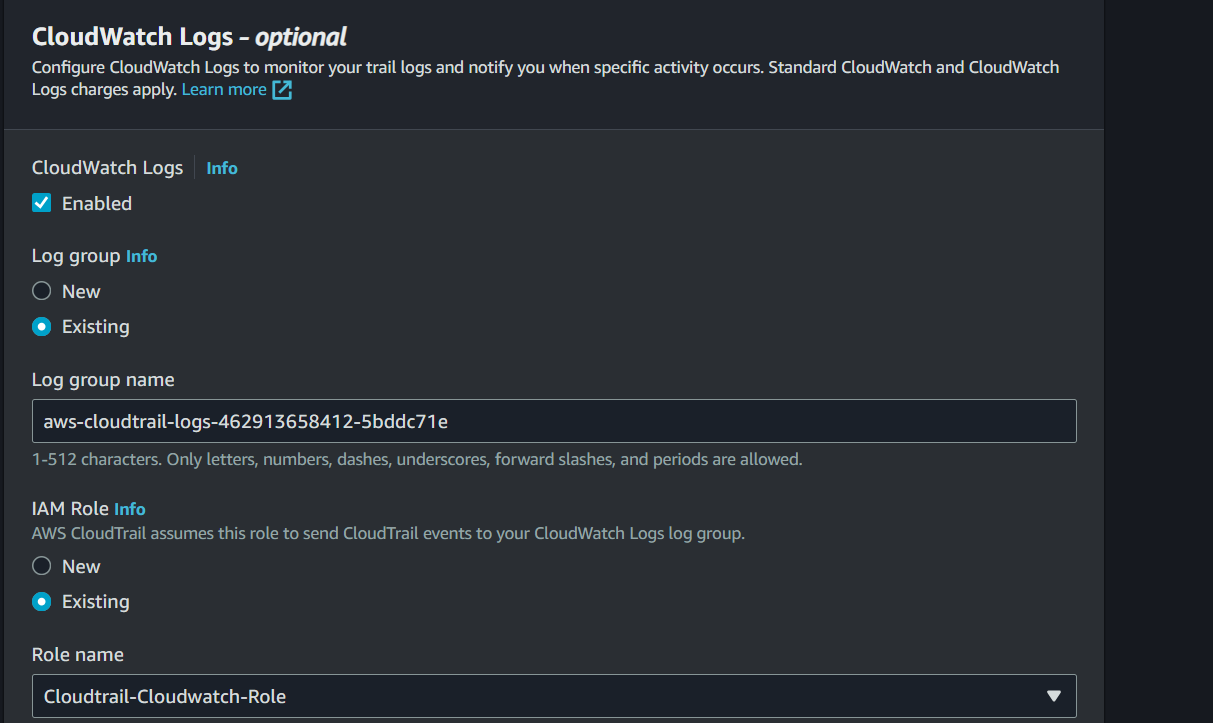 CloudWatch Logs – optional
Configure CloudWatch Logs to monitor your trail logs and notify you when specific activity occurs. Standard CloudWatch and CloudWatch
Logs charges apply. Learn more
CloudWatch Logs Info
Enabled
Log group Info
New
Existing
Log group name
aws-cloudtrail-logs-462913658412-5bddc71e
1-512 characters. Only letters, numbers, dashes, underscores, forward slashes, and periods are allowed.
IAM Role Info
AWS CloudTrail assumes this role to send CloudTrail events to your CloudWatch Logs log group.
New
Existing
Role name
Cloudtrail-Cloudwatch-Role